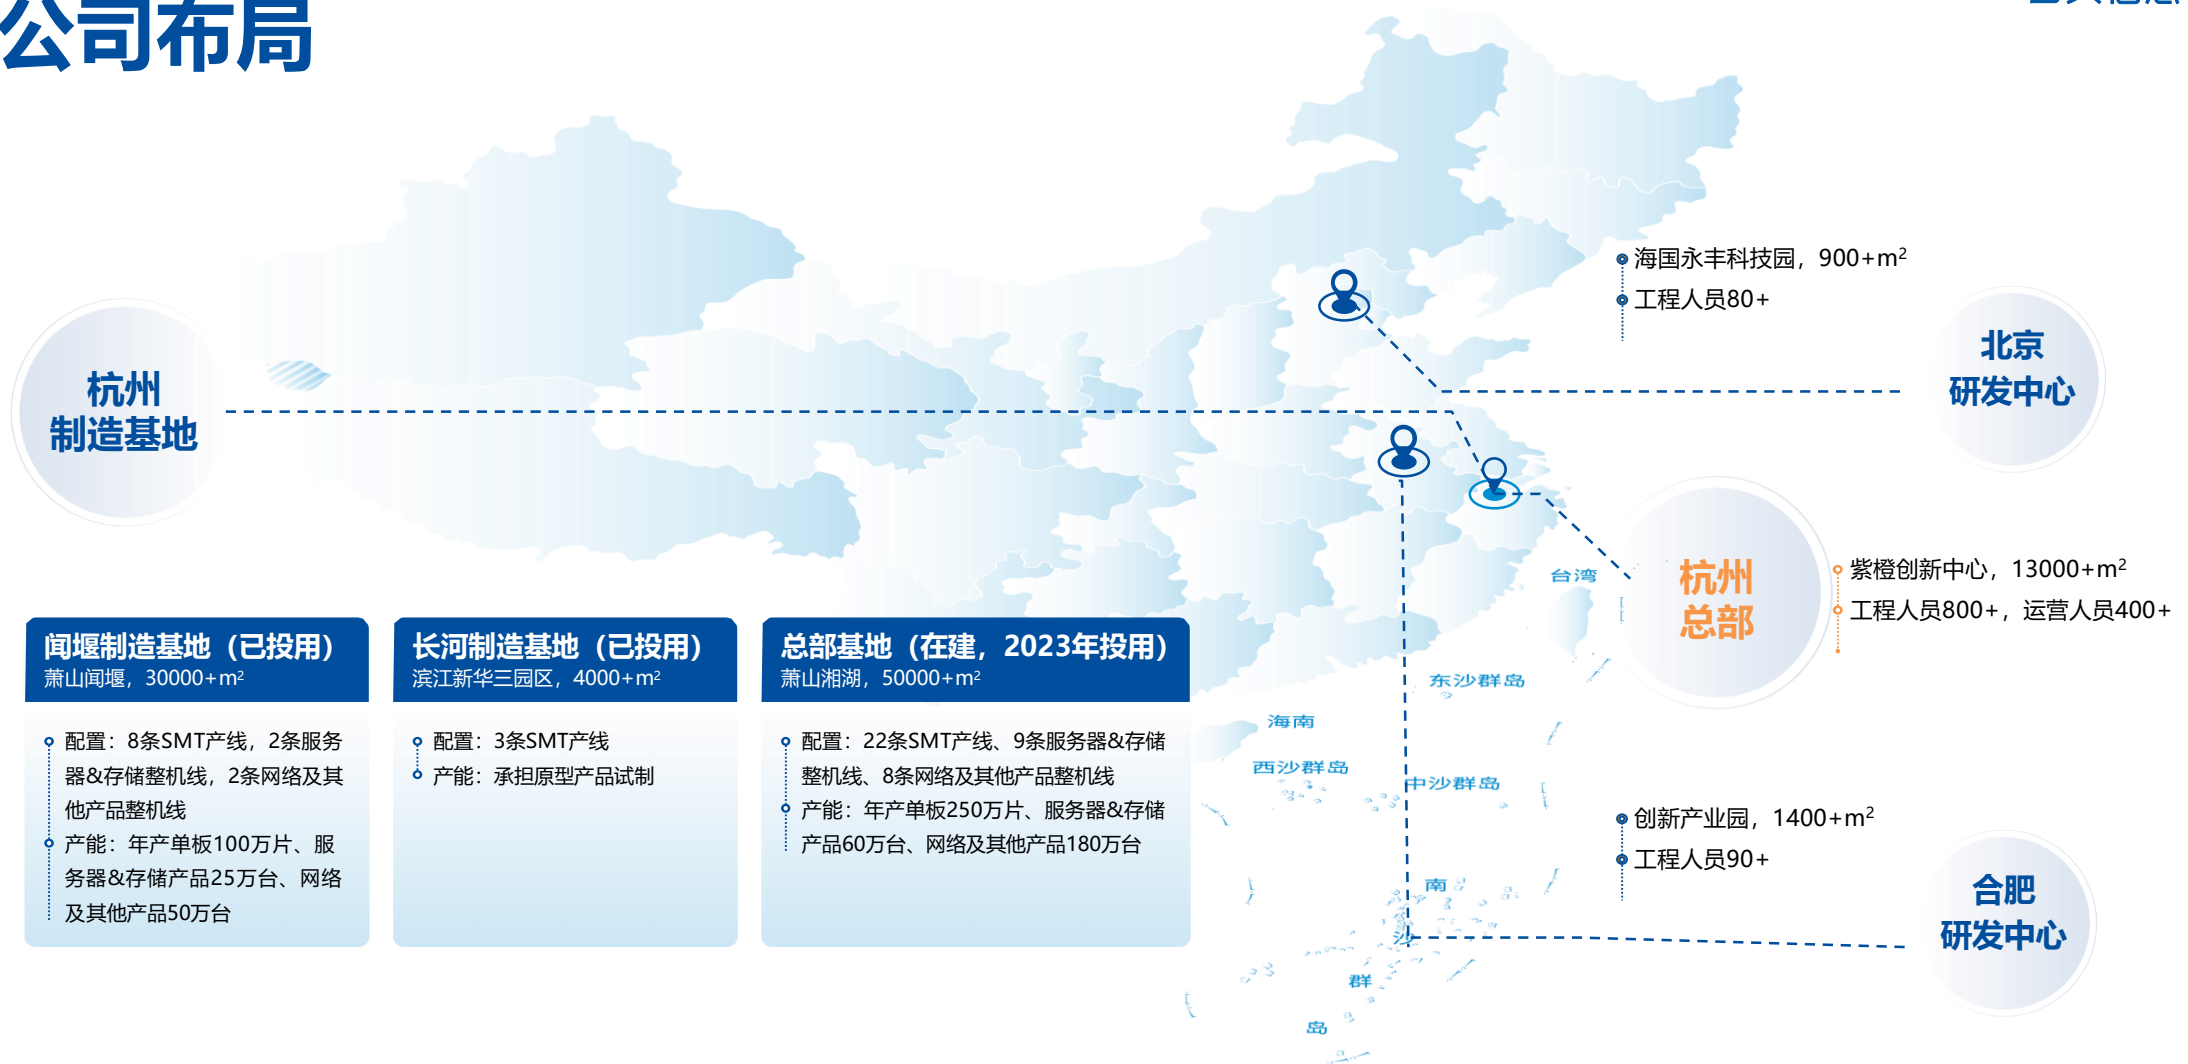 公司布局
海国永丰科技园，900+m²
工程人员80+
北京
研发中心
杭州
制造基地
杭州
总部
紫橙创新中心，13000+m²
工程人员800+，运营人员400+
闻堰制造基地（已投用）
萧山闻堰，30000+m²
配置：8条SMT产线，2条服务
器&存储整机线，2条网络及其
他产品整机线
产能：年产单板100万片、服
务器&存储产品25万台、网络
及其他产品50万台
长河制造基地（已投用）
滨江新华三园区，4000+m²
配置：3条SMT产线
产能：承担原型产品试制
总部基地（在建，2023年投用）
萧山湘湖，50000+m²
配置：22条SMT产线、9条服务器&存储
整机线、8条网络及其他产品整机线
产能：年产单板250万片、服务器&存储
产品60万台、网络及其他产品180万台
台湾
东沙群岛
海南
西沙群岛
中沙群岛
南
沙
群
岛
创新产业园，1400+m²
工程人员90+
合肥
研发中心